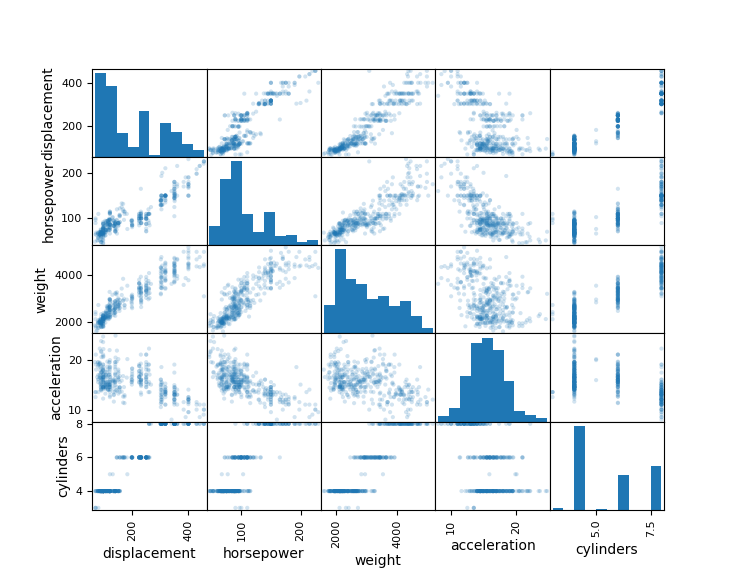 displacement
400
200
horsepower
200
100
weight
4000
2000
acceleration
20
10
cylinders
8
6
4
200 400 100 200 2000 4000 10 20 5.0 7.5
displacement horsepower weight acceleration cylinders